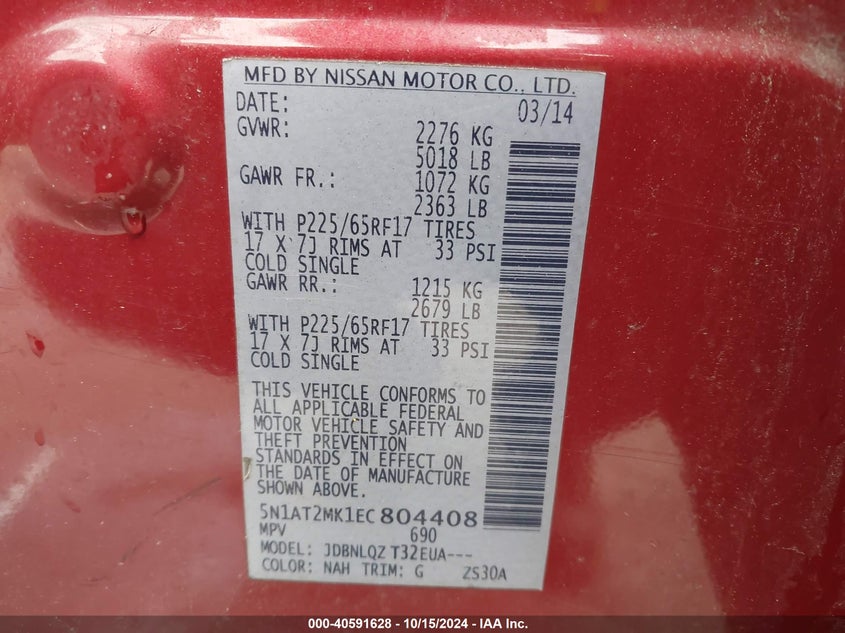 MFD BY NISSAN MOTOR CO., LTD.
DATE: 03/14
GVWR: 2276 KG
5018 LB
GAWR FR.: 1072 KG
2363 LB
WITH P225/65RF17 TIRES
17 X 7J RIMS AT 33 PSI
COLD SINGLE
GAWR RR.: 1215 KG
2679 LB
WITH P225/65RF17 TIRES
17 X 7J RIMS AT 33 PSI
COLD SINGLE
THIS VEHICLE CONFORMS TO
ALL APPLICABLE FEDERAL
MOTOR VEHICLE SAFETY AND
THEFT PREVENTION
STANDARDS IN EFFECT ON
THE DATE OF MANUFACTURE
SHOWN ABOVE.
5N1AT2MK1EC804408
MPV 690
MODEL: JDBNLQZ T32EUA---
COLOR: NAH TRIM: G ZS30A
000-40591628 - 10/15/2024 - IAA Inc.